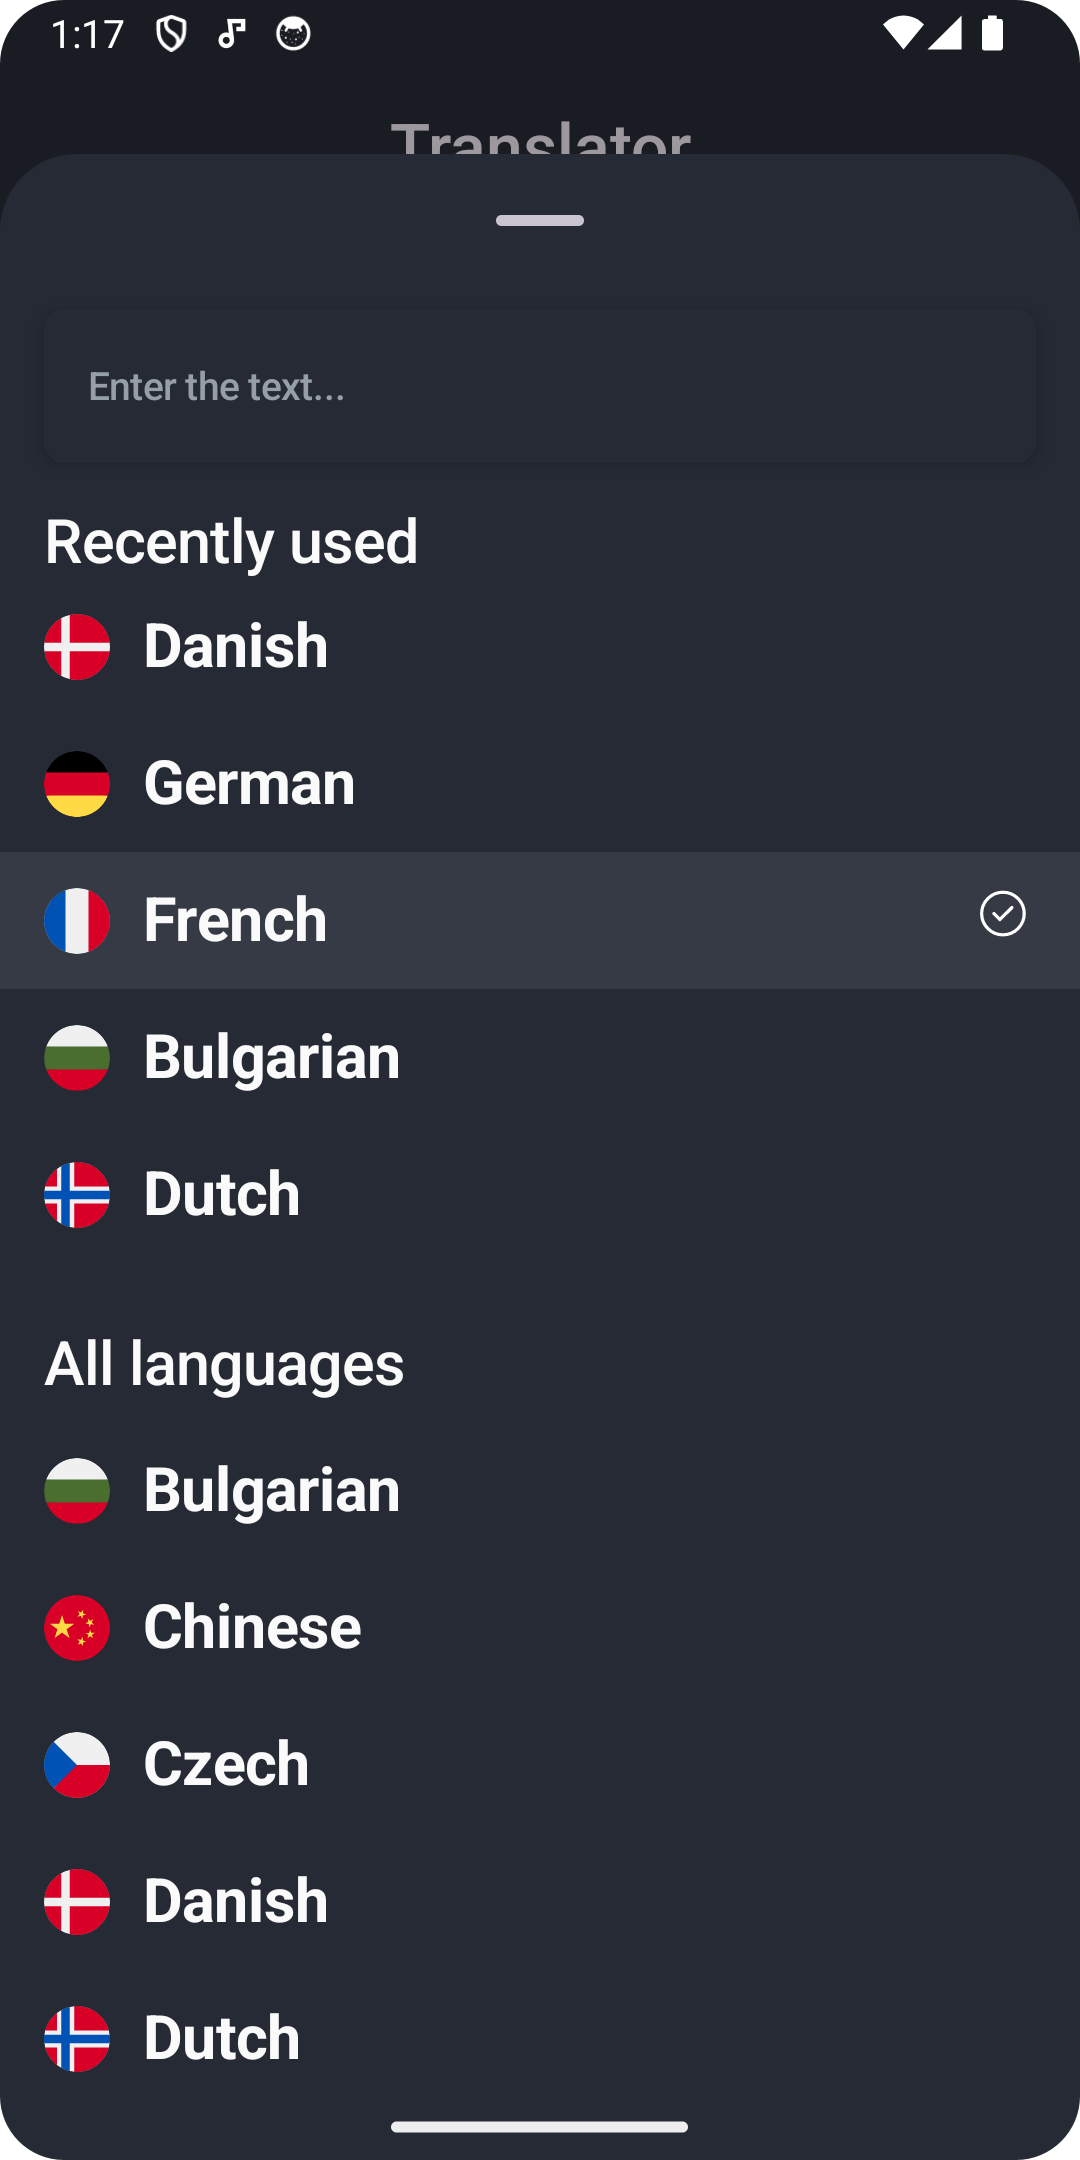 1:17
Translator
Enter the text...
Recently used
Danish
German
French
Bulgarian
Dutch
All languages
Bulgarian
Chinese
Czech
Danish
Dutch